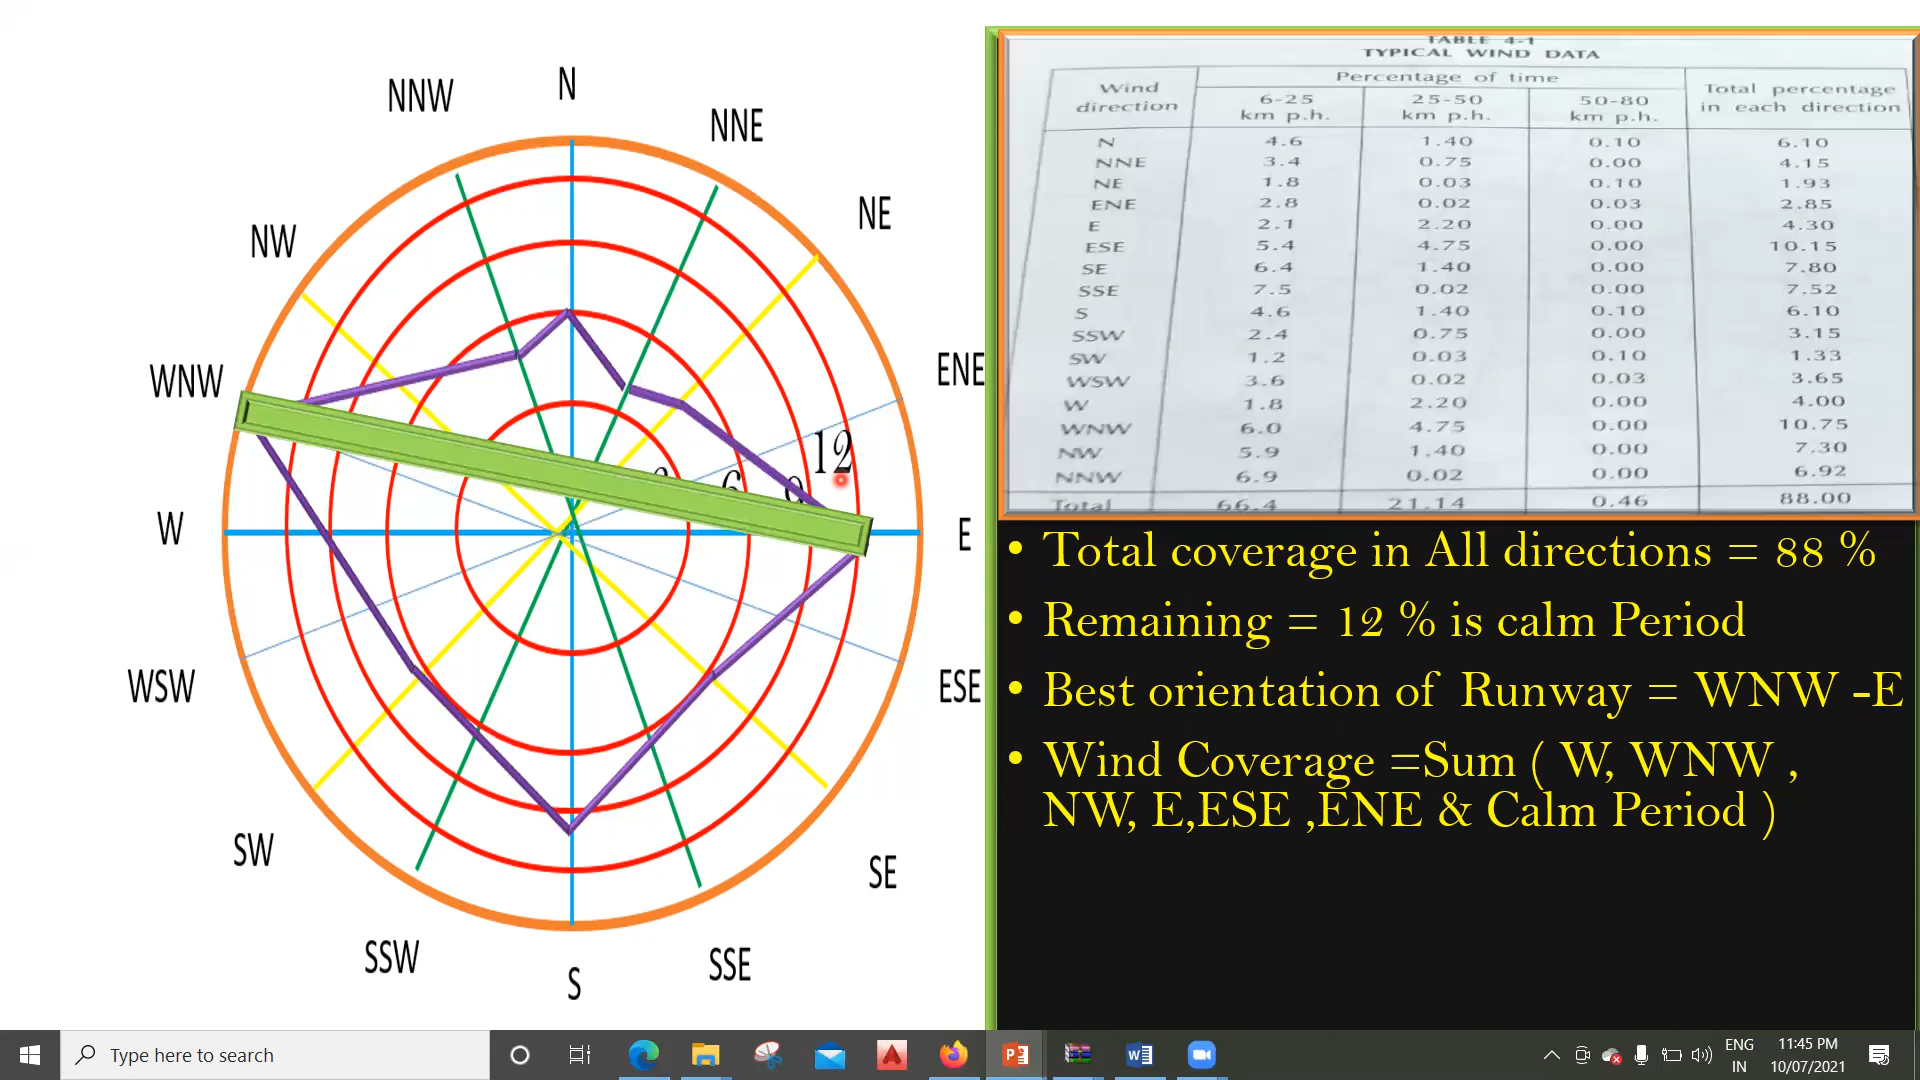 N
NNW
NNE
NW
NE
WNW
ENE
12
6
9
W
E
WSW
ESE
SW
SE
SSW
SSE
S
TABLE 4-1
TYPICAL WIND DATA
Wind direction Percentage of time Total percentage in each direction
6-25 km p.h. 25-50 km p.h. 50-80 km p.h.
N 4.6 1.40 0.10 6.10
NNE 3.4 0.75 0.00 4.15
NE 1.8 0.03 0.10 1.93
ENE 2.8 0.02 0.03 2.85
E 2.1 2.20 0.00 4.30
ESE 5.4 4.75 0.00 10.15
SE 6.4 1.40 0.00 7.80
SSE 7.5 0.02 0.00 7.52
S 4.6 1.40 0.10 6.10
SSW 2.4 0.75 0.00 3.15
SW 1.2 0.03 0.10 1.33
WSW 3.6 0.02 0.03 3.65
W 1.8 2.20 0.00 4.00
WNW 6.0 4.75 0.00 10.75
NW 5.9 1.40 0.00 7.30
NNW 6.9 0.02 0.00 6.92
Total 66.4 21.14 0.46 88.00
• Total coverage in All directions = 88 %
• Remaining = 12 % is calm Period
• Best orientation of Runway = WNW -E
• Wind Coverage =Sum ( W, WNW ,
NW, E,ESE ,ENE & Calm Period )
Type here to search
ENG
IN
11:45 PM
10/07/2021